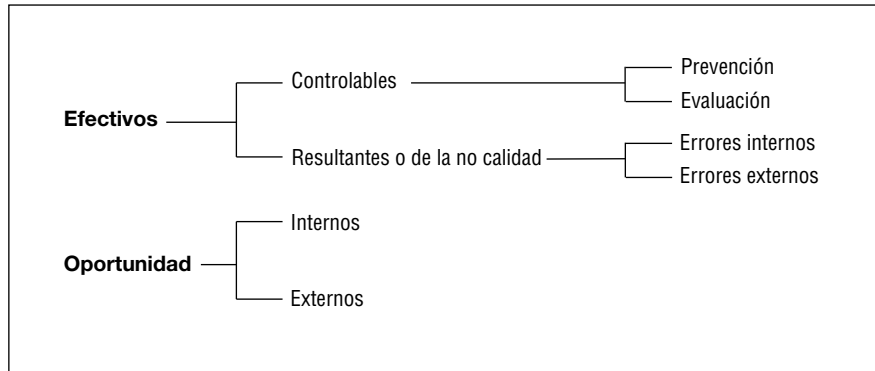 Efectivos
Controlables
Prevención
Evaluación
Resultantes o de la no calidad
Errores internos
Errores externos
Oportunidad
Internos
Externos